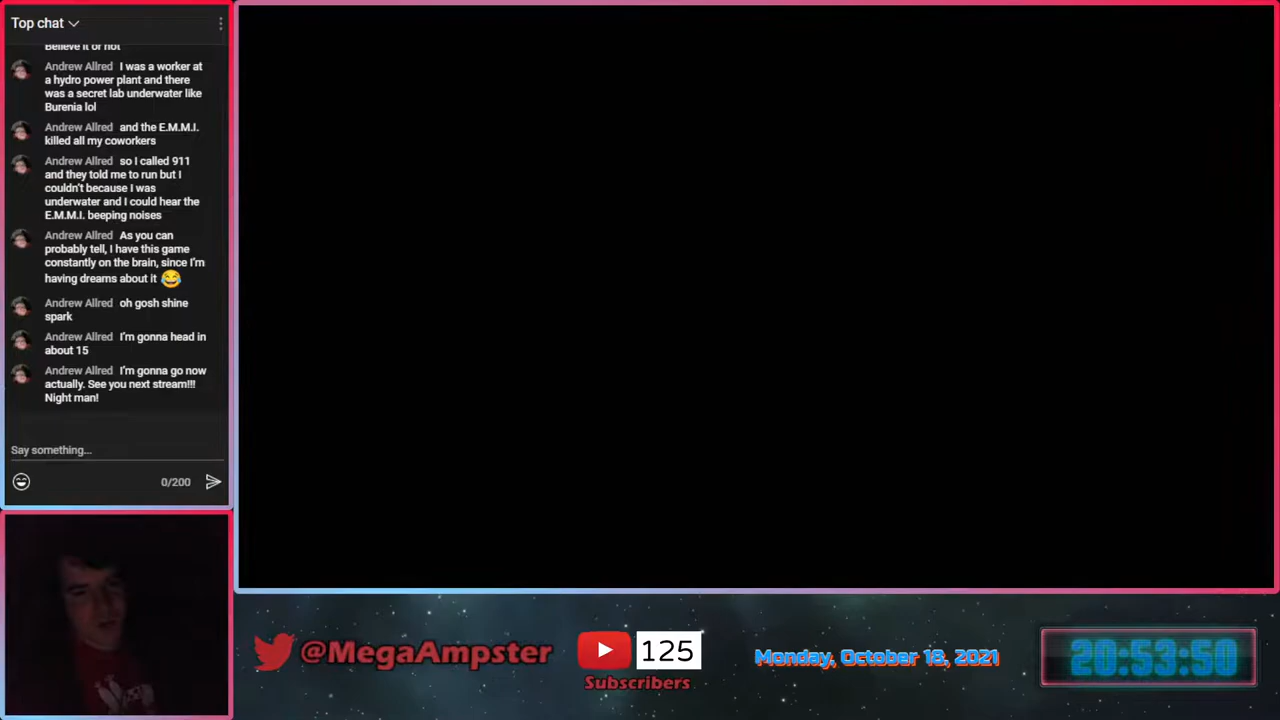 Top chat
Believe it or not
Andrew Allred I was a worker at
a hydro power plant and there
was a secret lab underwater like
Burenia lol
Andrew Allred and the E.M.M.I.
killed all my coworkers
Andrew Allred so I called 911
and they told me to run but I
couldn't because I was
underwater and I could hear the
E.M.M.I. beeping noises
Andrew Allred As you can
probably tell, I have this game
constantly on the brain, since I'm
having dreams about it 😂
Andrew Allred oh gosh shine
spark
Andrew Allred I'm gonna head in
about 15
Andrew Allred I'm gonna go now
actually. See you next stream!!!
Night man!
Say something...
0/200
@MegaAmpster
125
Subscribers
Monday, October 18, 2021
20:53:50